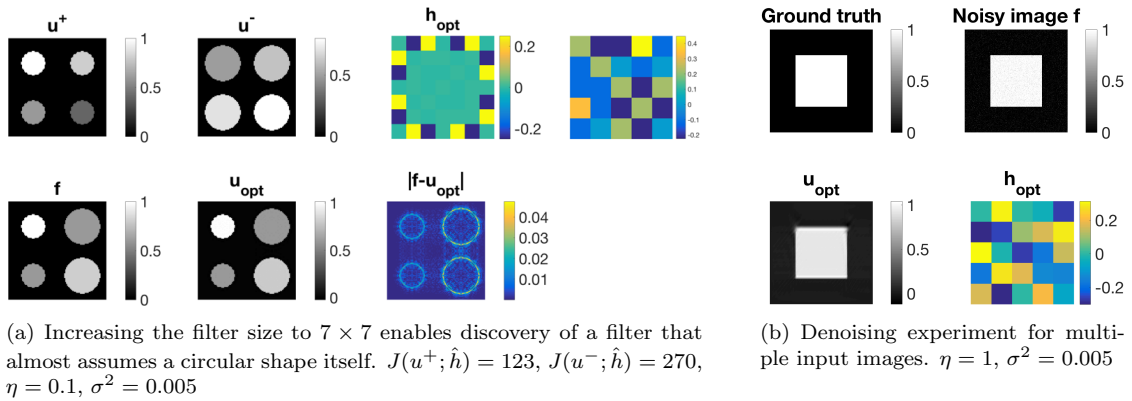 u⁺ u⁻ h_opt
1 0.5 0
0.5 0
0.2 0 -0.2
0.4 0.3 0.2 0.1 0 -0.1 -0.2
f u_opt |f-u_opt|
1 0.5 0
1 0.5 0
0.04 0.03 0.02 0.01
(a) Increasing the filter size to 7 × 7 enables discovery of a filter that
almost assumes a circular shape itself. J(u⁺; ĥ) = 123, J(u⁻; ĥ) = 270,
η = 0.1, σ² = 0.005
Ground truth Noisy image f
1 0.5 0
1 0.5 0
u_opt h_opt
1 0.5 0
0.2 0 -0.2
(b) Denoising experiment for multi-
ple input images. η = 1, σ² = 0.005